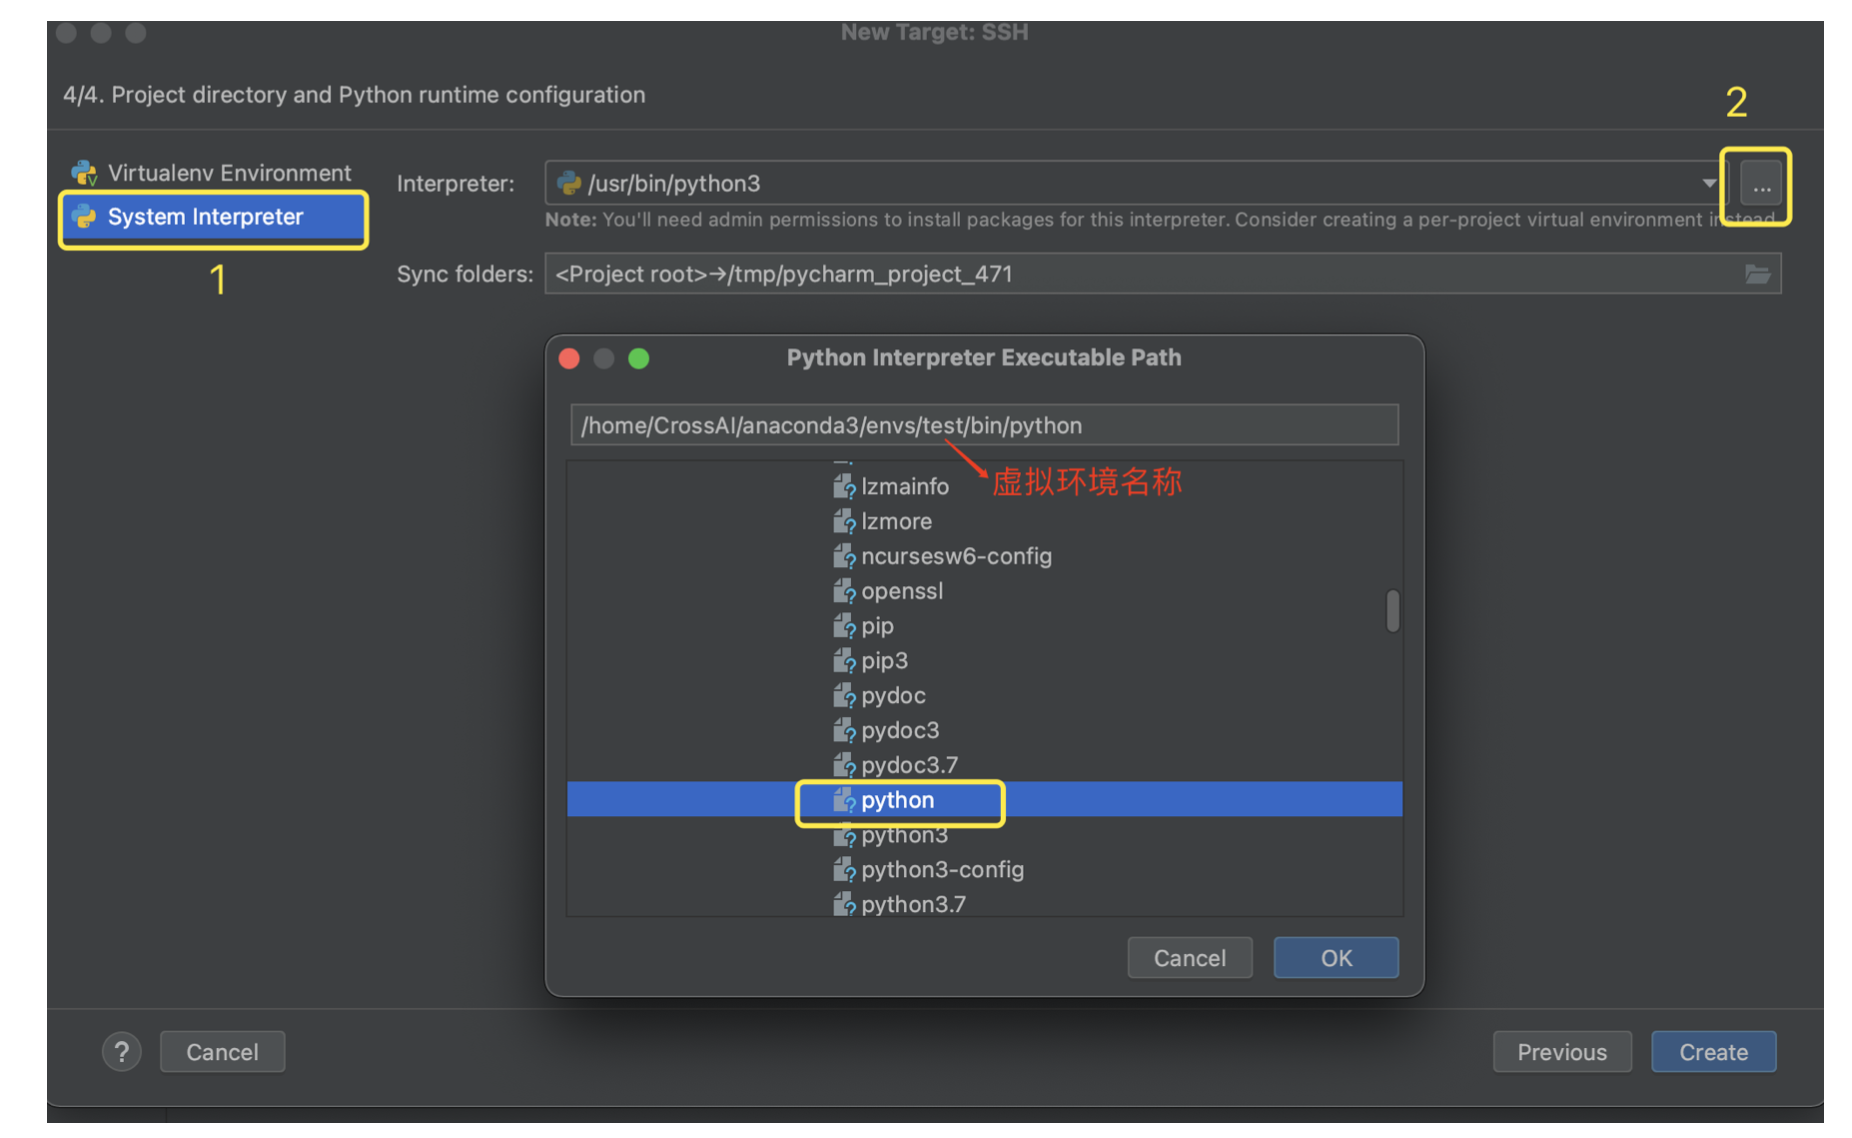 New Target: SSH
4/4. Project directory and Python runtime configuration
2
Virtualenv Environment
System Interpreter
1
Interpreter:
/usr/bin/python3
...
Note: You'll need admin permissions to install packages for this interpreter. Consider creating a per-project virtual environment instead
Sync folders:
<Project root>→/tmp/pycharm_project_471
Python Interpreter Executable Path
/home/CrossAI/anaconda3/envs/test/bin/python
虚拟环境名称
lzmainfo
lzmore
ncursesw6-config
openssl
pip
pip3
pydoc
pydoc3
pydoc3.7
python
python3
python3-config
python3.7
Cancel
OK
?
Cancel
Previous
Create